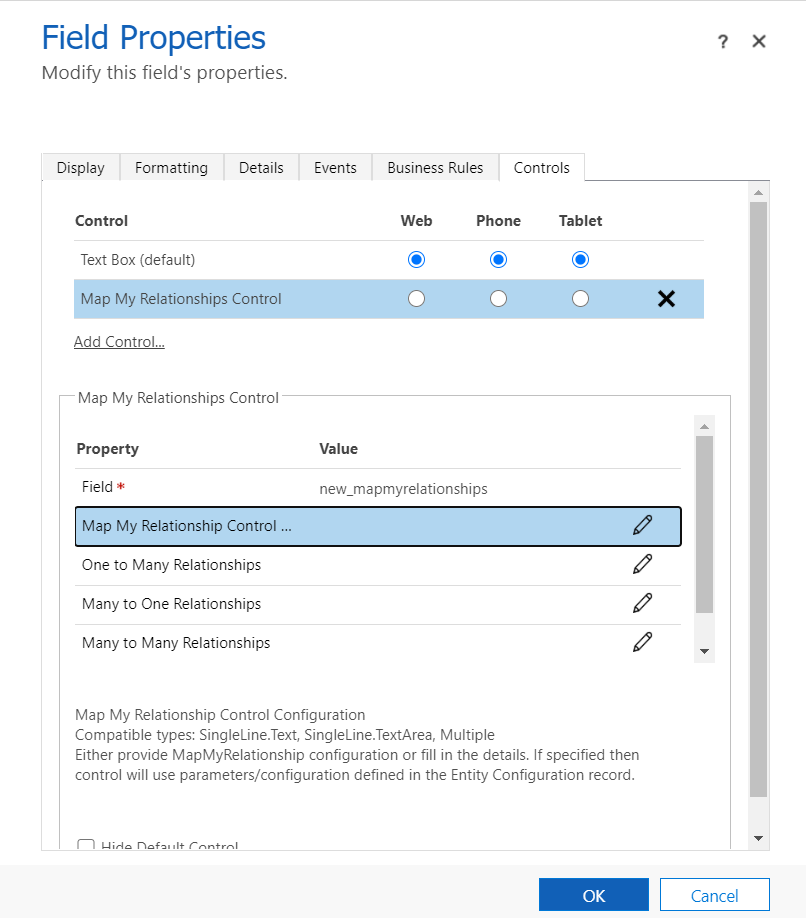 Field Properties
?
Modify this field's properties.
Display Formatting Details Events Business Rules Controls
Control Web Phone Tablet
Text Box (default)
Map My Relationships Control
Add Control...
Map My Relationships Control
Property Value
Field * new_mapmyrelationships
Map My Relationship Control ...
One to Many Relationships
Many to One Relationships
Many to Many Relationships
Map My Relationship Control Configuration
Compatible types: SingleLine.Text, SingleLine.TextArea, Multiple
Either provide MapMyRelationship configuration or fill in the details. If specified then
control will use parameters/configuration defined in the Entity Configuration record.
Hide Default Control
OK Cancel